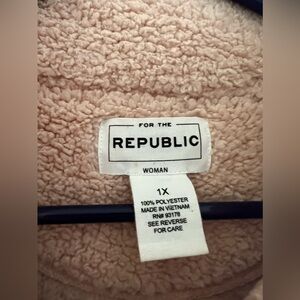 FOR THE
REPUBLIC
WOMAN
1X
100% POLYESTER
MADE IN VIETNAM
RN# 93178
SEE REVERSE
FOR CARE